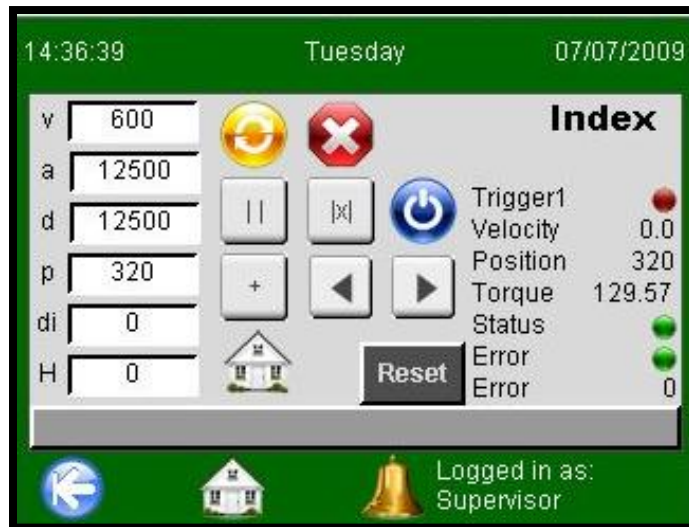 14:36:39 Tuesday 07/07/2009
Index
v 600
a 12500
d 12500
p 320
di 0
H 0
|| |x|
+
Reset
Trigger1
Velocity 0.0
Position 320
Torque 129.57
Status
Error
Error 0
Logged in as:
Supervisor